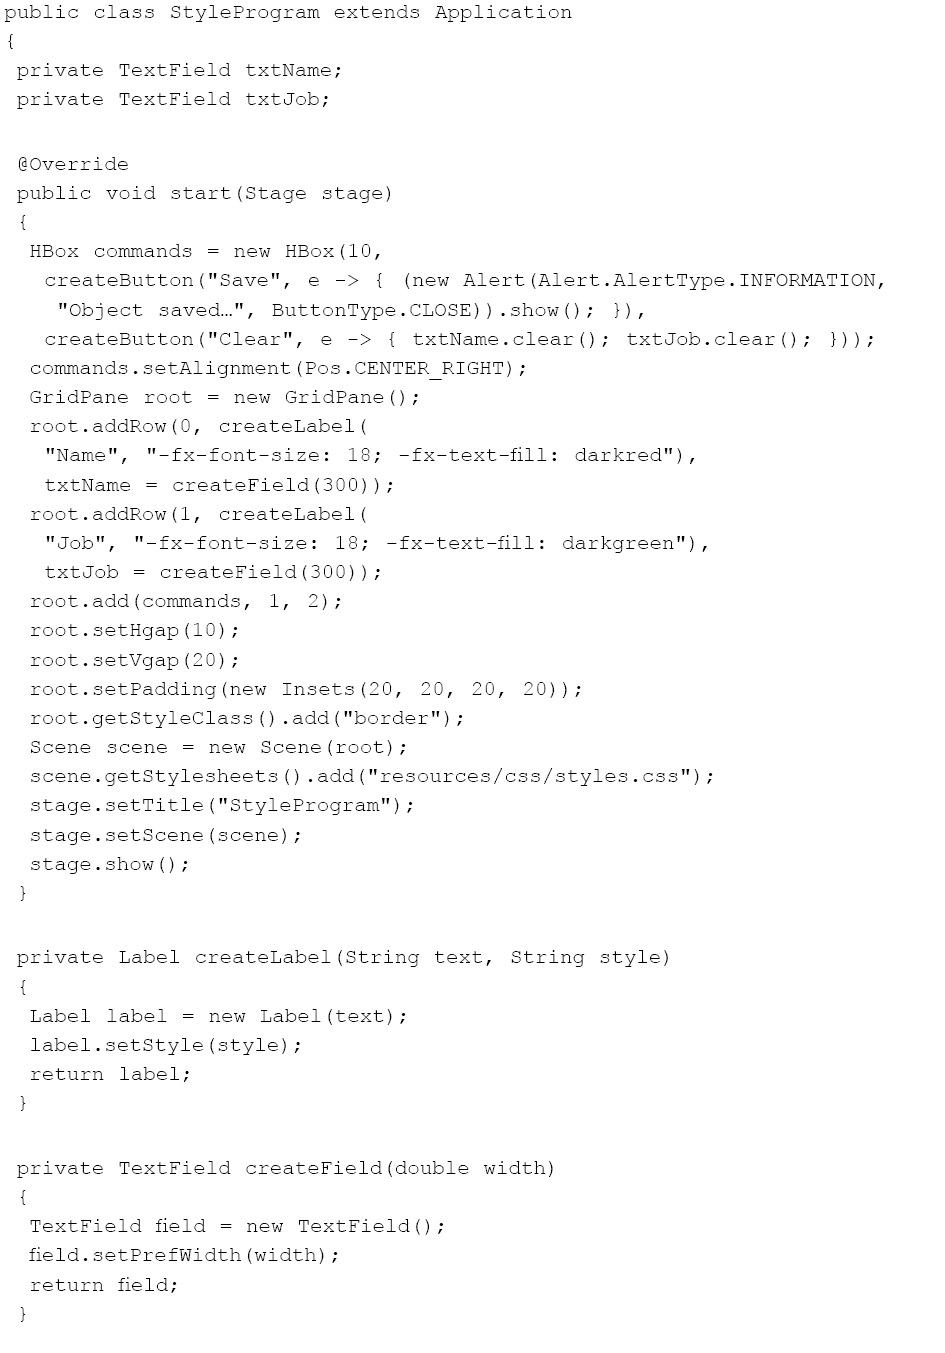 public class StyleProgram extends Application
{
private TextField txtName;
private TextField txtJob;
@Override
public void start(Stage stage)
{
HBox commands = new HBox(10,
createButton("Save", e -> { (new Alert(Alert.AlertType.INFORMATION,
"Object saved…", ButtonType.CLOSE)).show(); }),
createButton("Clear", e -> { txtName.clear(); txtJob.clear(); }));
commands.setAlignment(Pos.CENTER_RIGHT);
GridPane root = new GridPane();
root.addRow(0, createLabel(
"Name", "-fx-font-size: 18; -fx-text-fill: darkred"),
txtName = createField(300));
root.addRow(1, createLabel(
"Job", "-fx-font-size: 18; -fx-text-fill: darkgreen"),
txtJob = createField(300));
root.add(commands, 1, 2);
root.setHgap(10);
root.setVgap(20);
root.setPadding(new Insets(20, 20, 20, 20));
root.getStyleClass().add("border");
Scene scene = new Scene(root);
scene.getStylesheets().add("resources/css/styles.css");
stage.setTitle("StyleProgram");
stage.setScene(scene);
stage.show();
}
private Label createLabel(String text, String style)
{
Label label = new Label(text);
label.setStyle(style);
return label;
}
private TextField createField(double width)
{
TextField field = new TextField();
field.setPrefWidth(width);
return field;
}